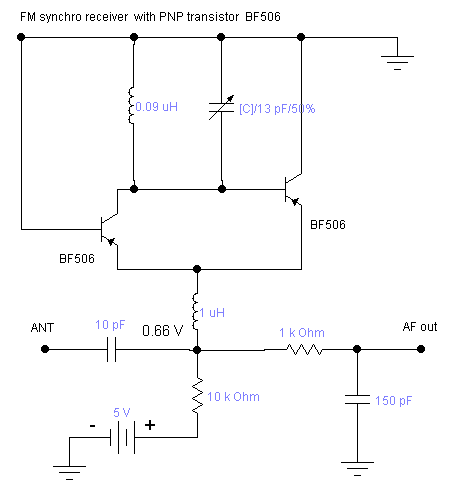 FM synchro receiver with PNP transistor BF506
0.09 uH
[C]/13 pF/50%
BF506
BF506
1 uH
ANT
10 pF
0.66 V
1 k Ohm
AF out
10 k Ohm
150 pF
5 V
- +